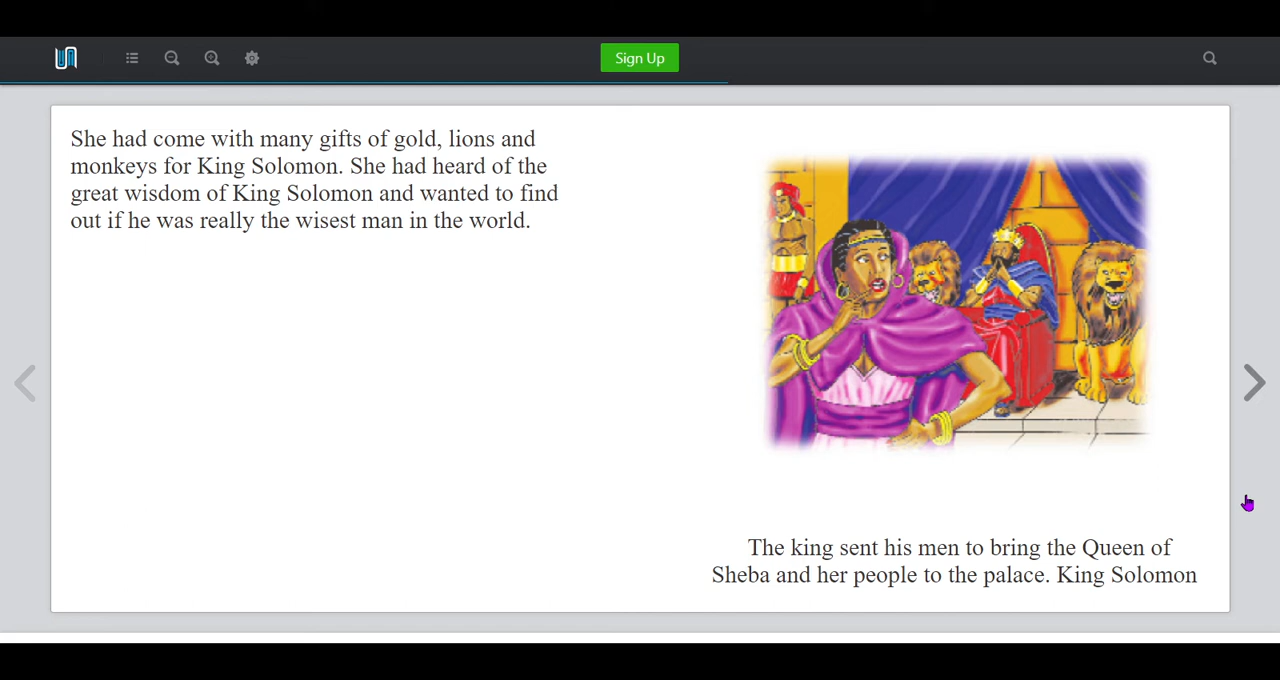 Sign Up
She had come with many gifts of gold, lions and
monkeys for King Solomon. She had heard of the
great wisdom of King Solomon and wanted to find
out if he was really the wisest man in the world.
The king sent his men to bring the Queen of
Sheba and her people to the palace. King Solomon